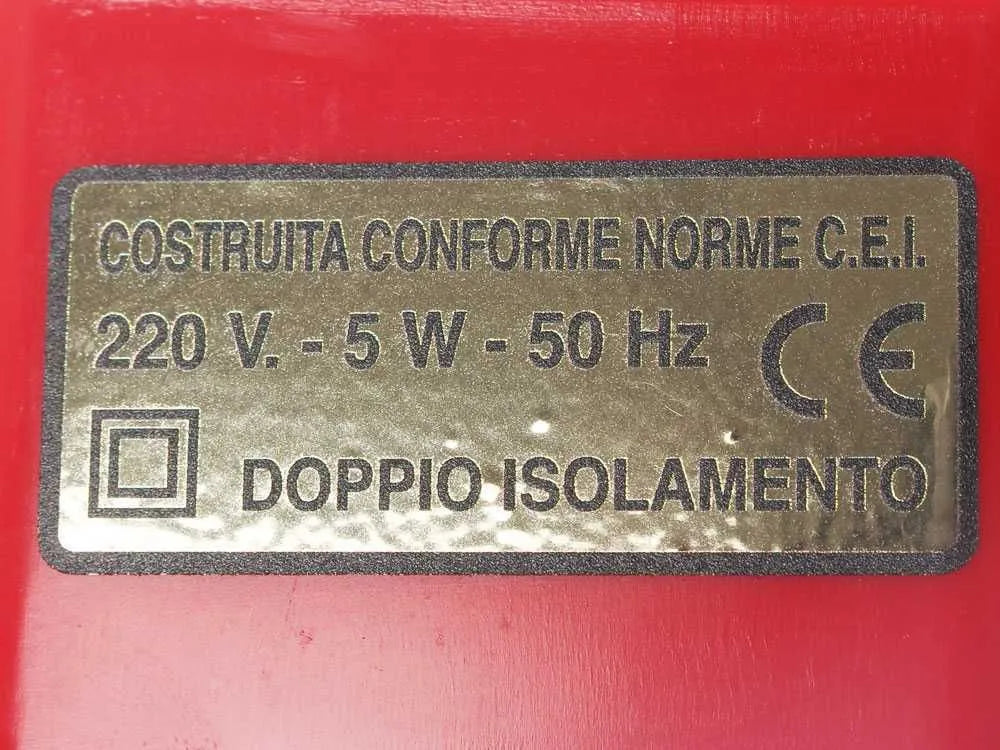 COSTRUITA CONFORME NORME C.E.I.
220 V. - 5 W - 50 Hz CE
DOPPIO ISOLAMENTO